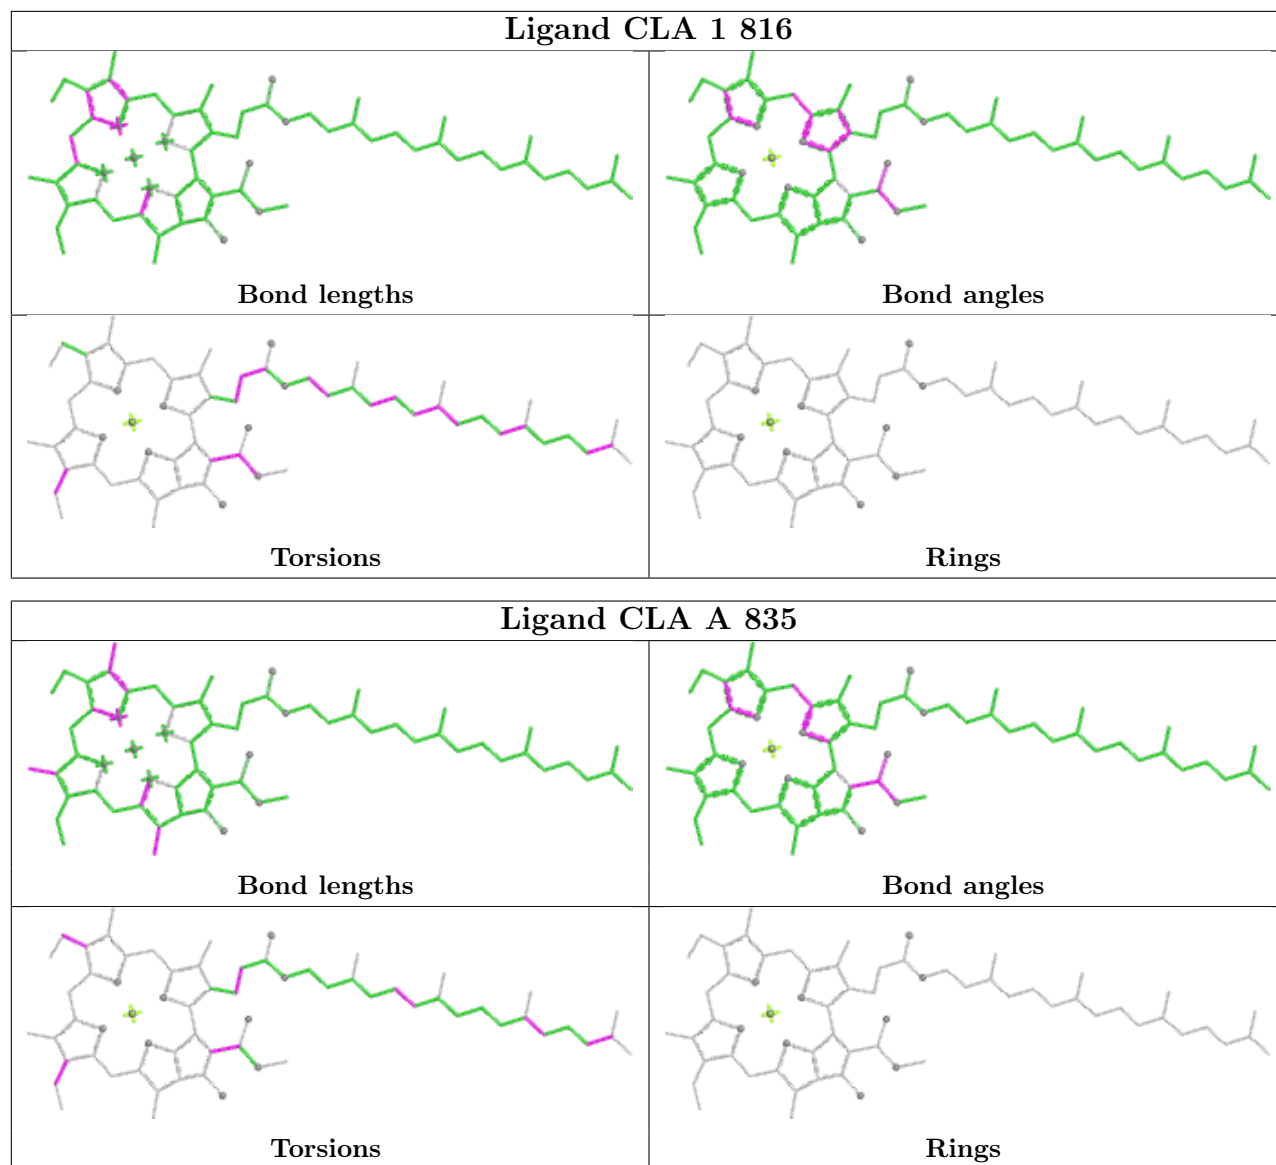 Ligand CLA 1 816
Bond lengths
Bond angles
Torsions
Rings
Ligand CLA A 835
Bond lengths
Bond angles
Torsions
Rings